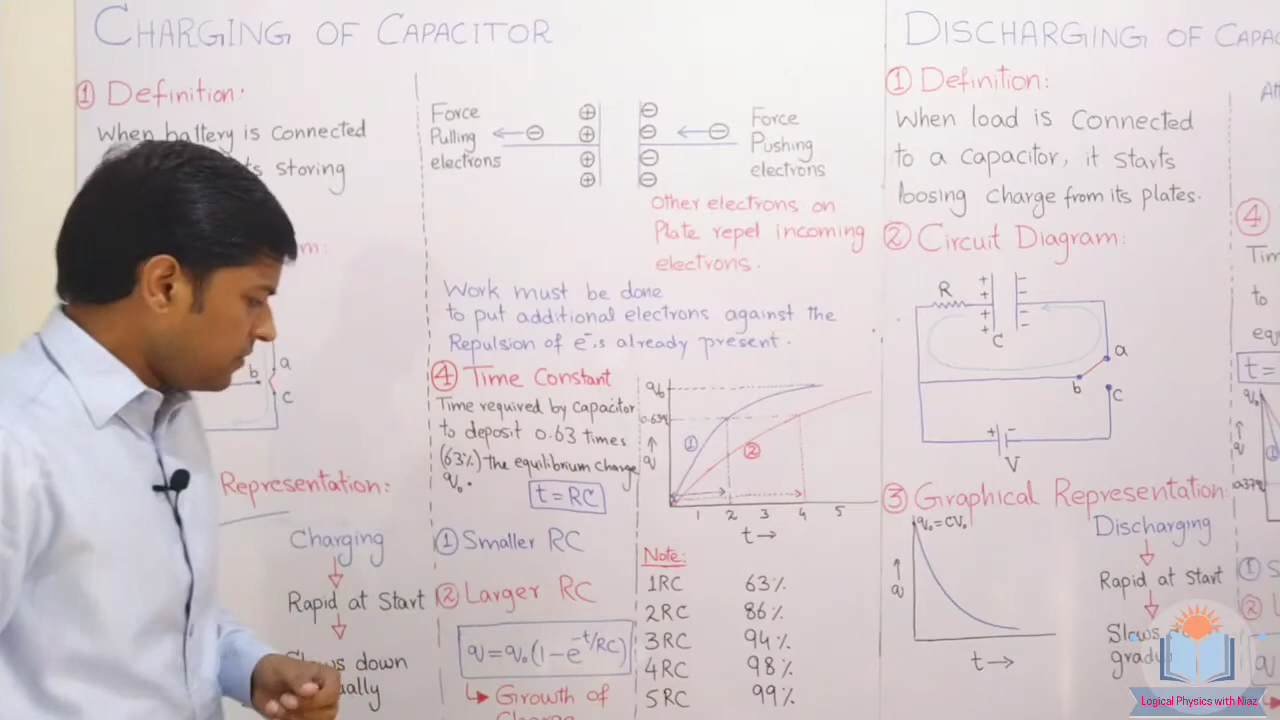 CHARGING OF CAPACITOR
① Definition:
When battery is connected
storing
b
a
c
Representation:
Charging
Rapid at Start
down
Force
Pulling
electrons
Force
Pushing
electrons
Other electrons on
Plate repel incoming
electrons.
Work must be done
to put additional electrons against the
Repulsion of e⁻s already present.
④ Time Constant
Time required by capacitor
to deposit 0.63 times
(63%) the equilibrium charge
q₀.
t=RC
① Smaller RC
② Larger RC
q=q₀(1-e^-t/RC)
Growth of
q₀
0.63q
↑
q
①
②
1 2 3 4 5
t→
Note:
1RC 63%
2RC 86%
3RC 94%
4RC 98%
5RC 99%
DISCHARGING OF CAPAC
① Definition:
When load is connected
to a capacitor, it starts
loosing charge from its plates.
② Circuit Diagram:
R
C
a
b
c
V
③ Graphical Representation:
q₀=CV₀
↑
q
t→
Discharging
Rapid at Start
Slows
④
to
t=
q₀
↑
q
①
②
Logical Physics with Niaz